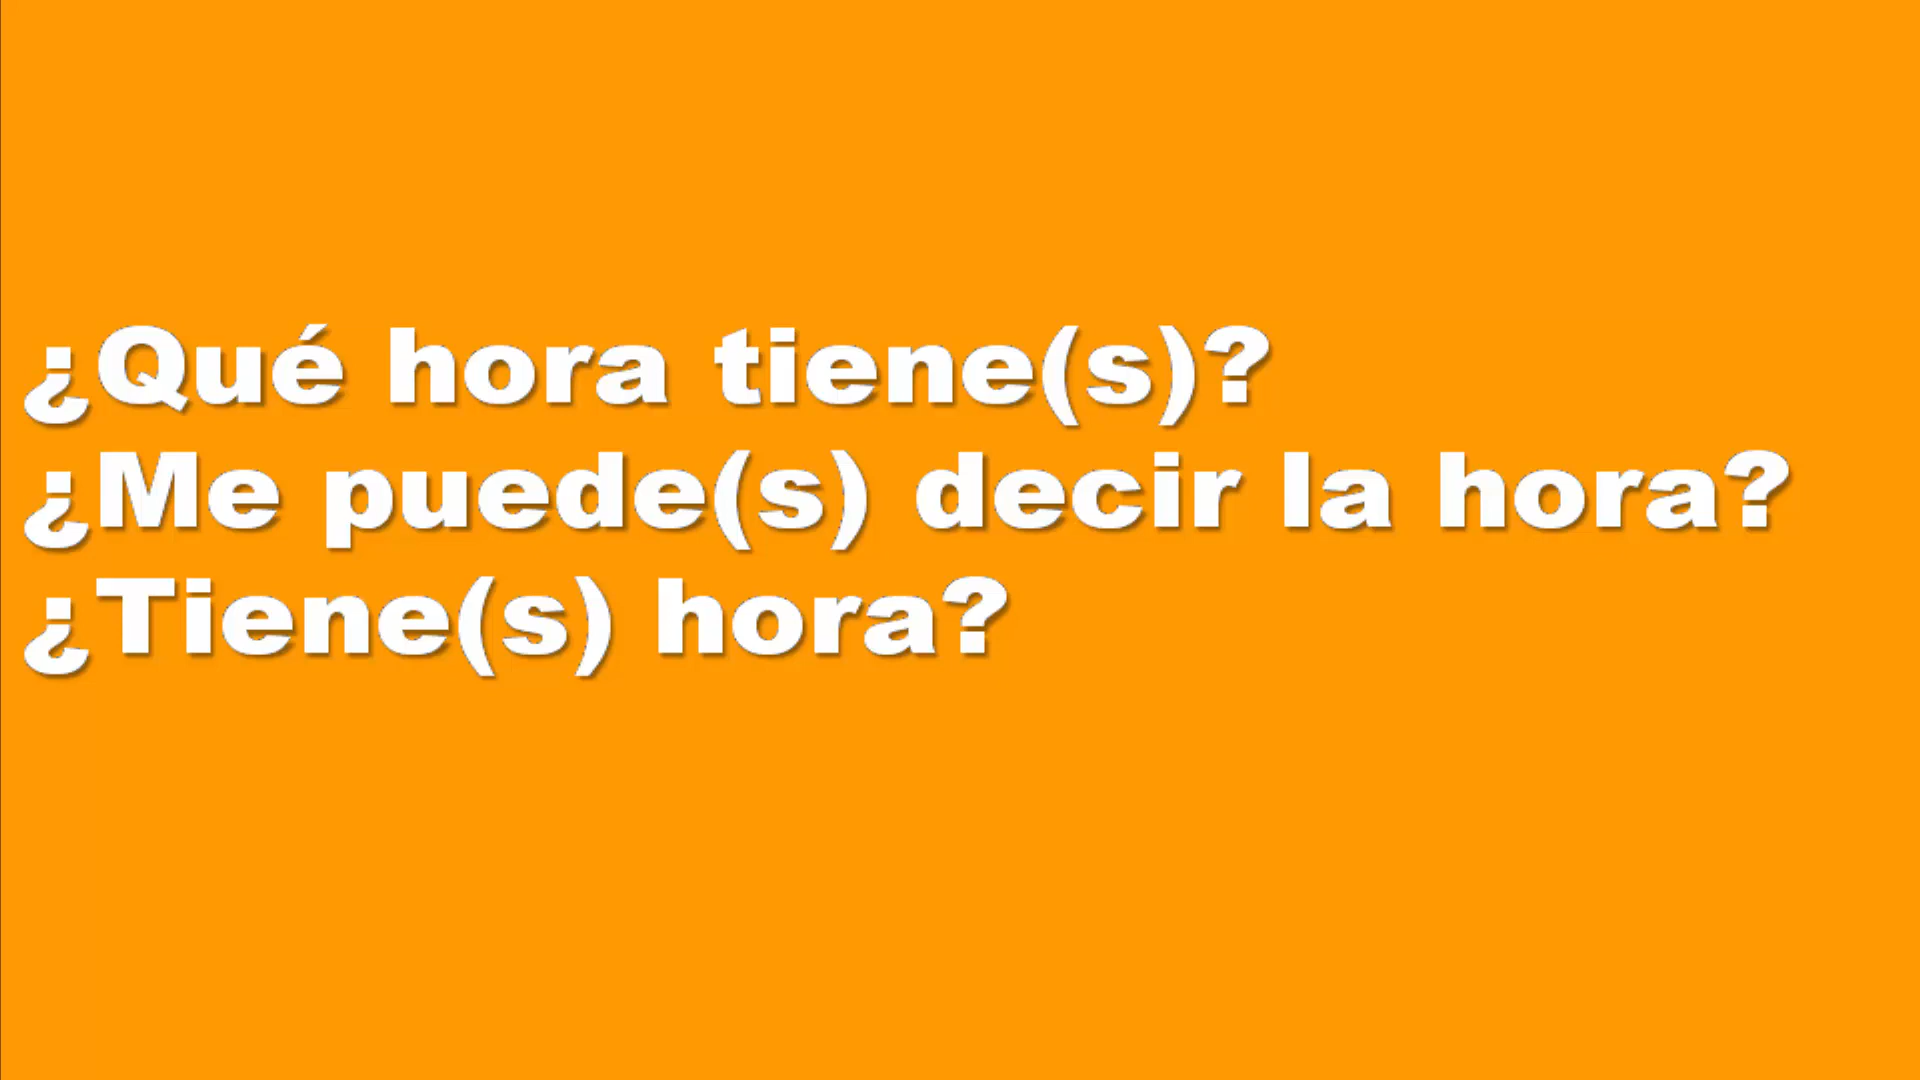 ¿Qué hora tiene(s)?
¿Me puede(s) decir la hora?
¿Tiene(s) hora?